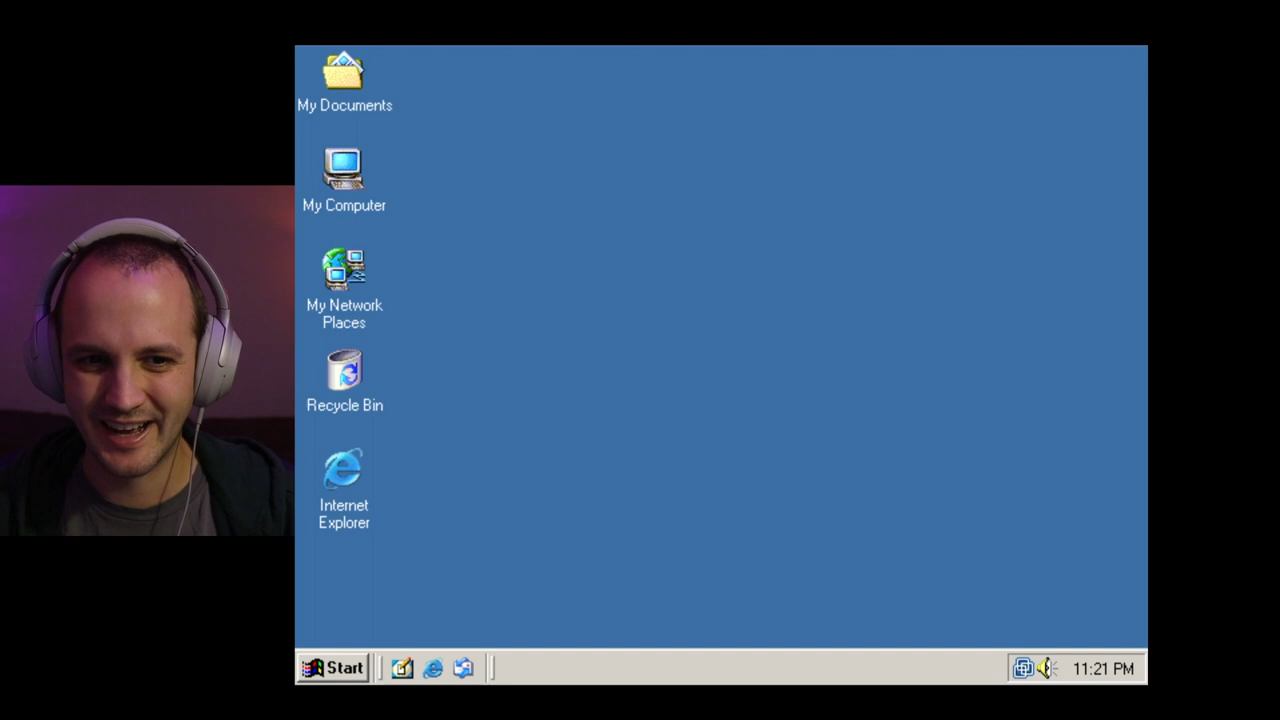 My Documents
My Computer
My Network
Places
Recycle Bin
Internet
Explorer
Start
11:21 PM